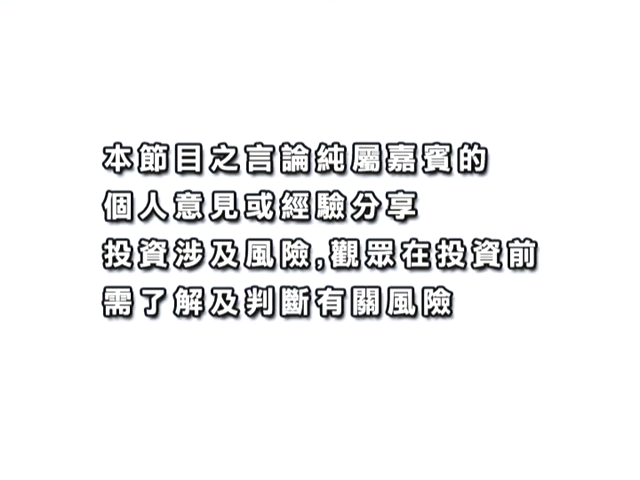 本節目之言論純屬嘉賓的
個人意見或經驗分享
投資涉及風險,觀眾在投資前
需了解及判斷有關風險